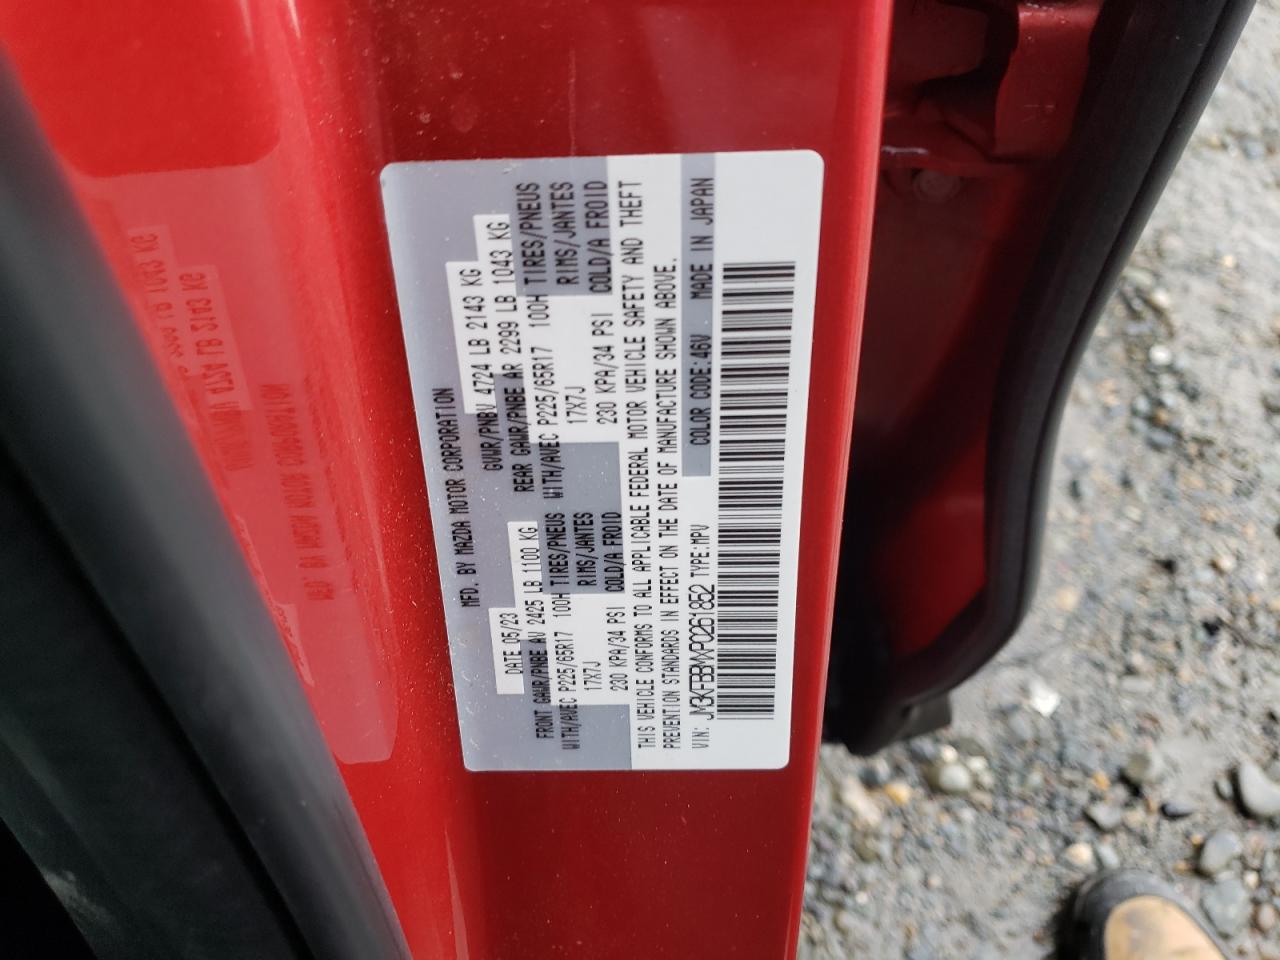 MFD. BY MAZDA MOTOR CORPORATION
DATE 05/23 GVWR/PNBV 4724 LB 2143 KG
FRONT GAWR/PNBE AV 2425 LB 1100 KG REAR GAWR/PNBE AR 2299 LB 1043 KG
WITH/AVEC P225/65R17 100H TIRES/PNEUS WITH/AVEC P225/65R17 100H TIRES/PNEUS
17X7J RIMS/JANTES 17X7J RIMS/JANTES
230 KPA/34 PSI COLD/A FROID 230 KPA/34 PSI COLD/A FROID
THIS VEHICLE CONFORMS TO ALL APPLICABLE FEDERAL MOTOR VEHICLE SAFETY AND THEFT
PREVENTION STANDARDS IN EFFECT ON THE DATE OF MANUFACTURE SHOWN ABOVE.
VIN: JM3KFBBMXP0261852 TYPE:MPV COLOR CODE:46V MADE IN JAPAN